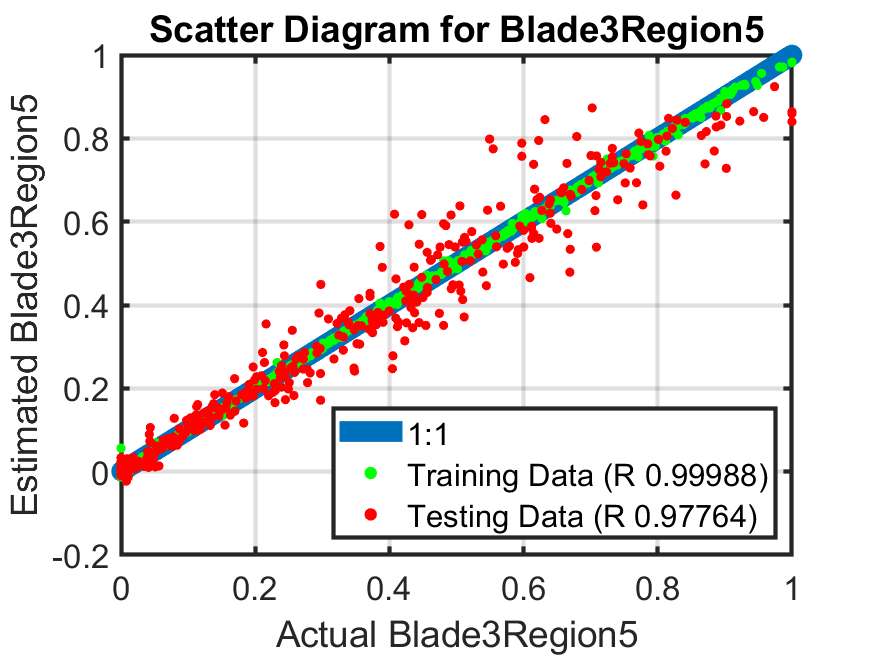 Scatter Diagram for Blade3Region5
Estimated Blade3Region5
1
0.8
0.6
0.4
0.2
0
-0.2
1:1
Training Data (R 0.99988)
Testing Data (R 0.97764)
0 0.2 0.4 0.6 0.8 1
Actual Blade3Region5